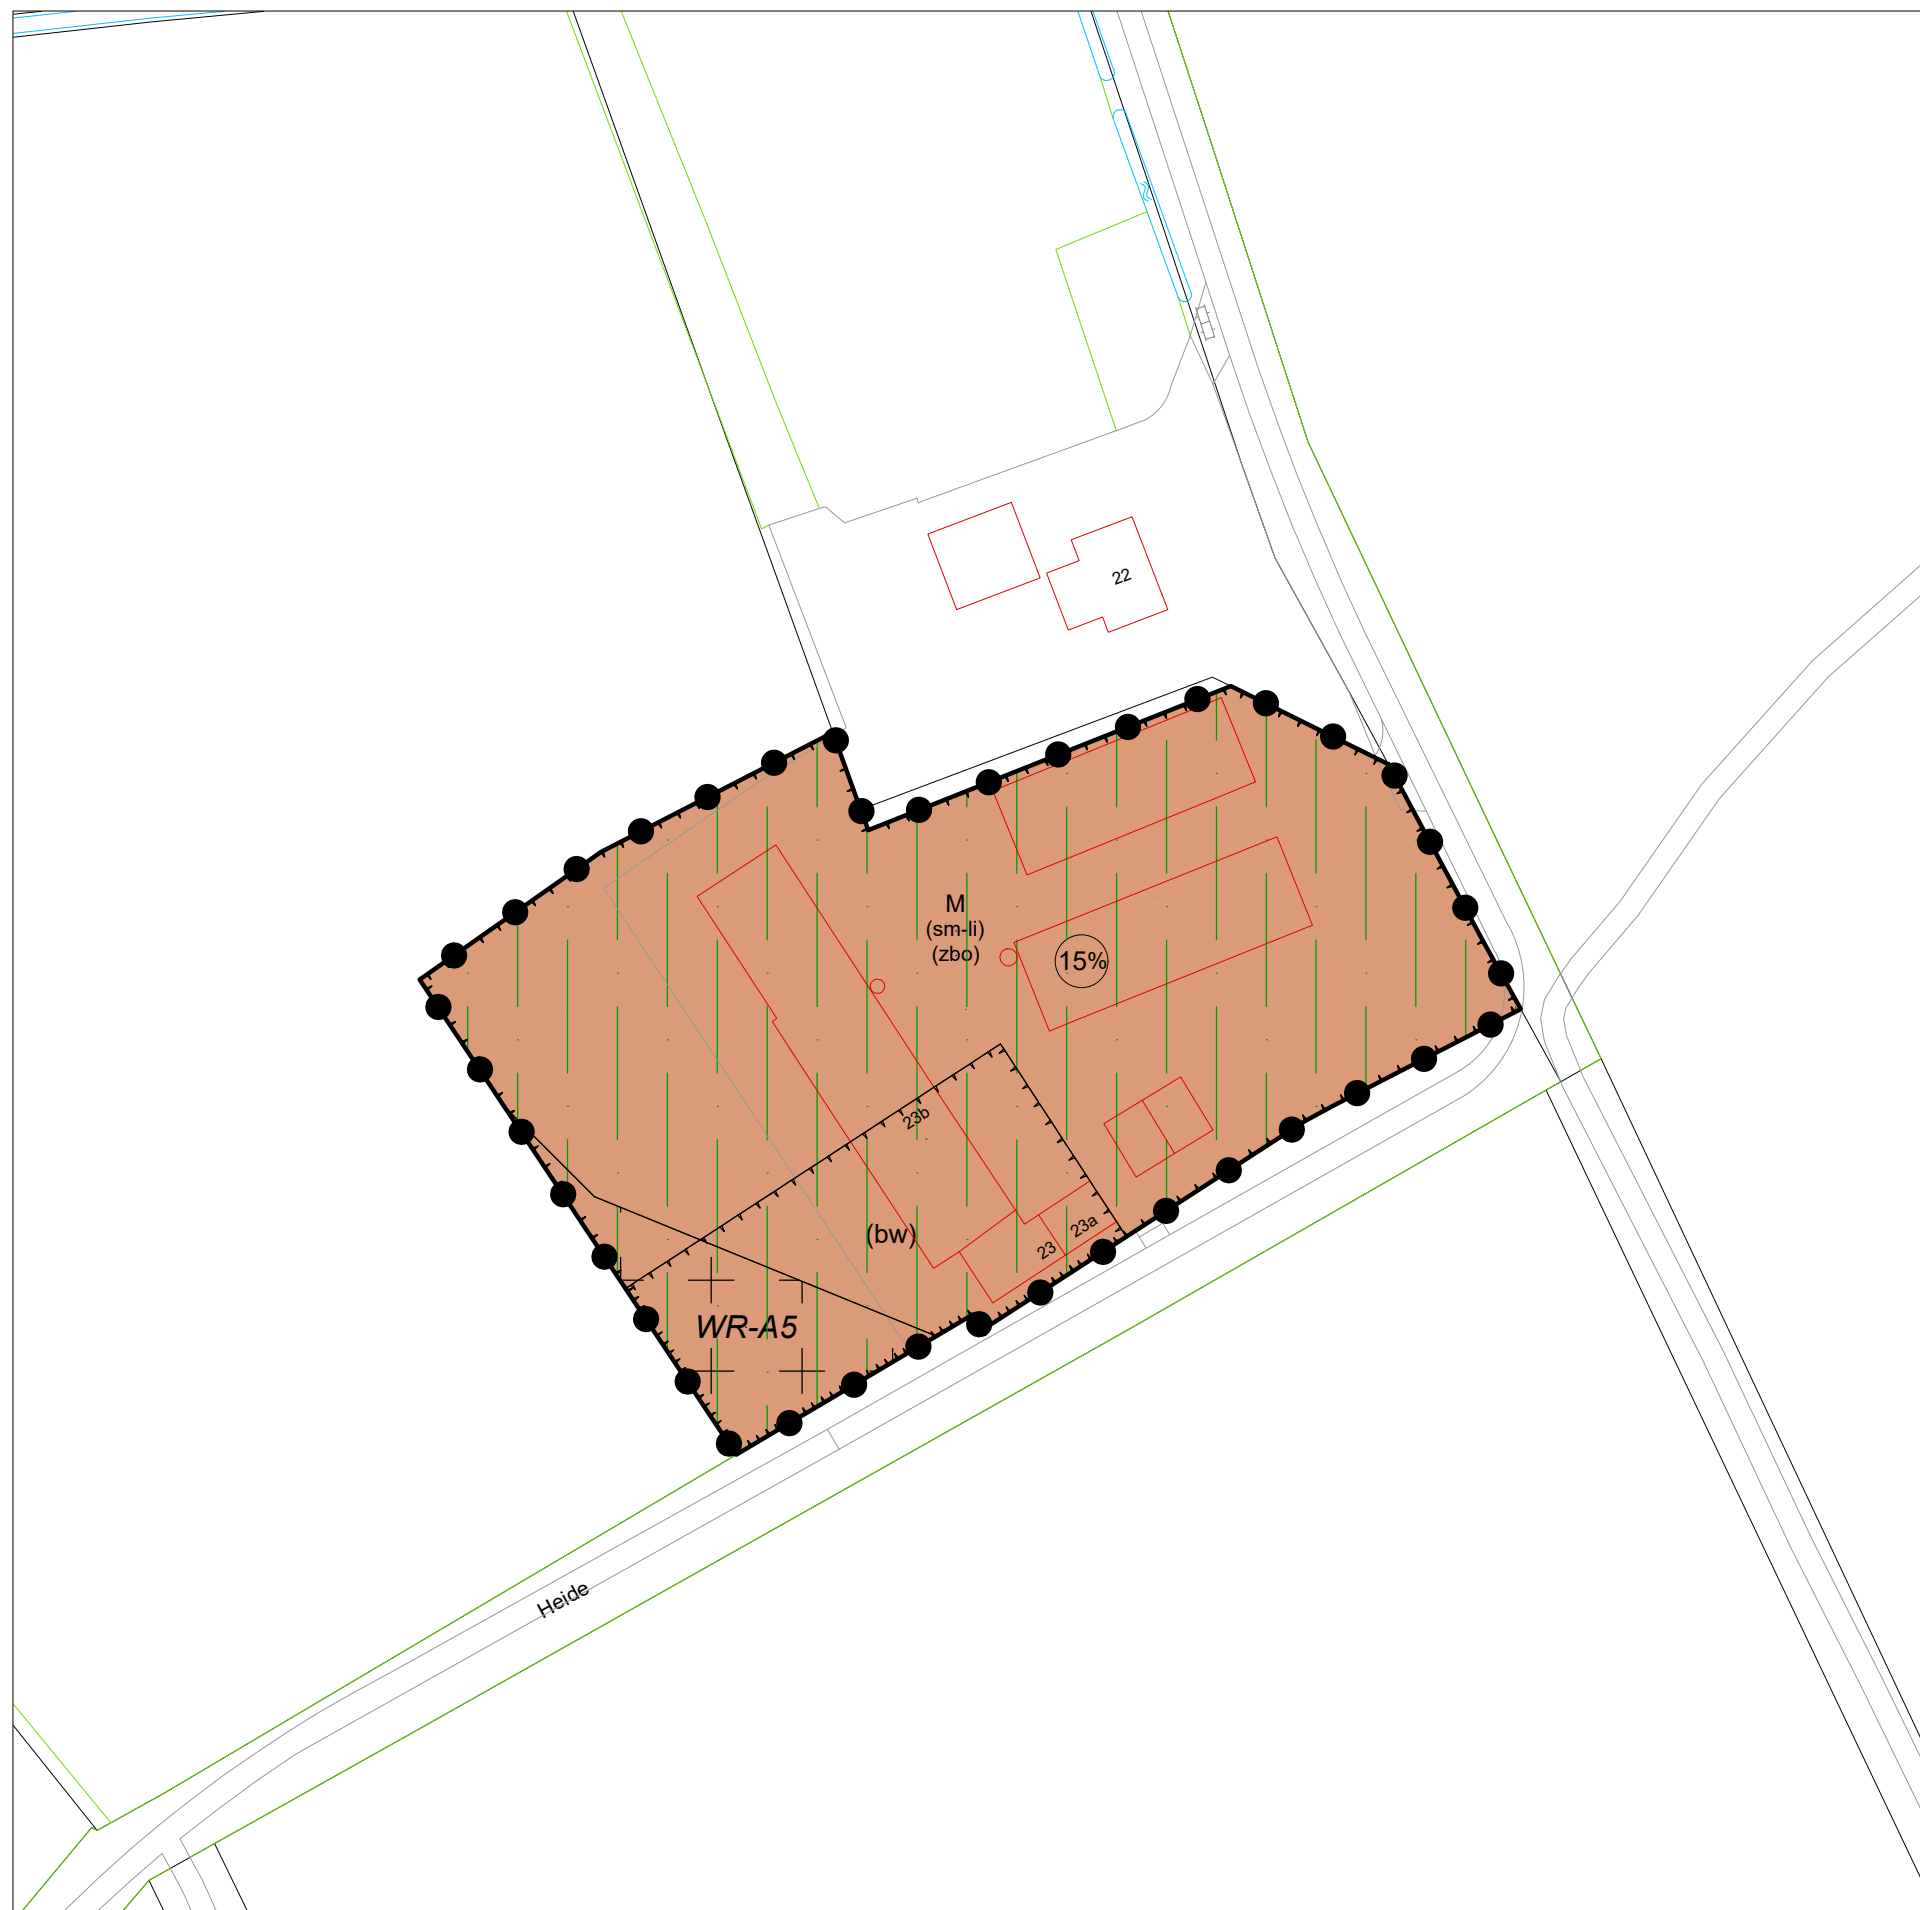 22
M
(sm-li)
(zbo)
15%
23b
(bw)
23a
23
WR-A5
Heide